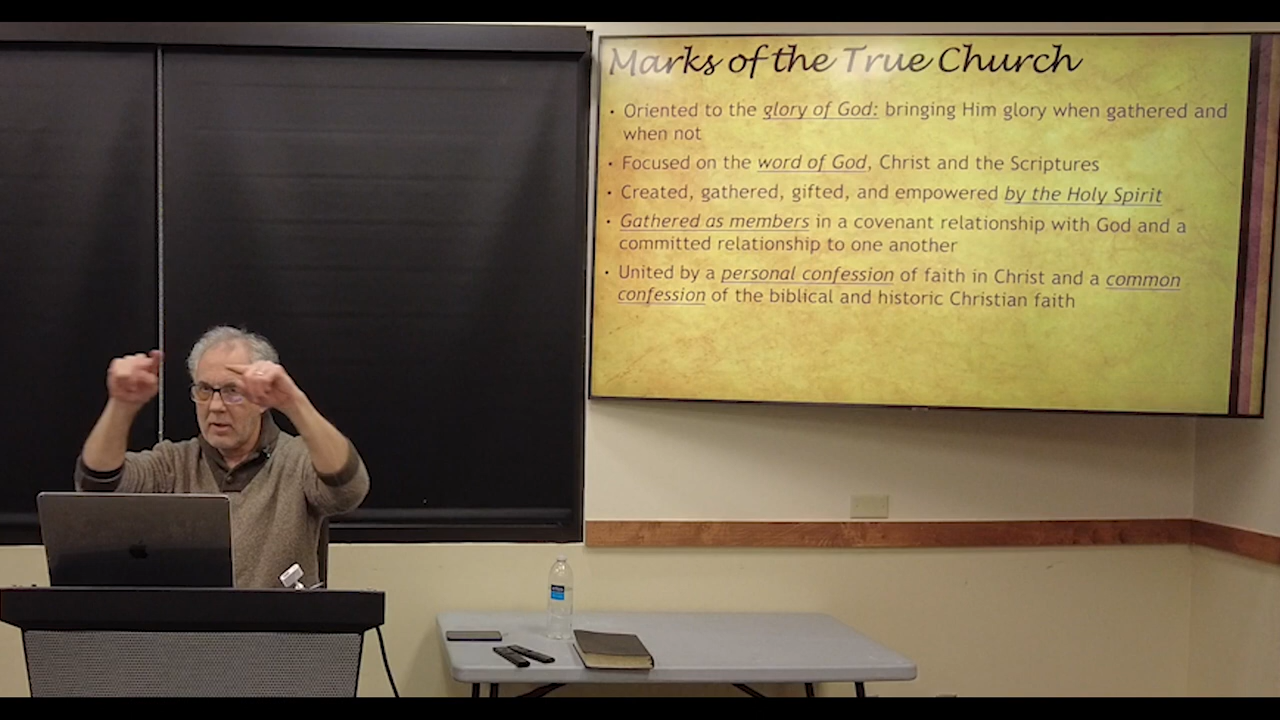 Marks of the True Church
• Oriented to the glory of God: bringing Him glory when gathered and
when not
• Focused on the word of God, Christ and the Scriptures
• Created, gathered, gifted, and empowered by the Holy Spirit
• Gathered as members in a covenant relationship with God and a
committed relationship to one another
• United by a personal confession of faith in Christ and a common
confession of the biblical and historic Christian faith